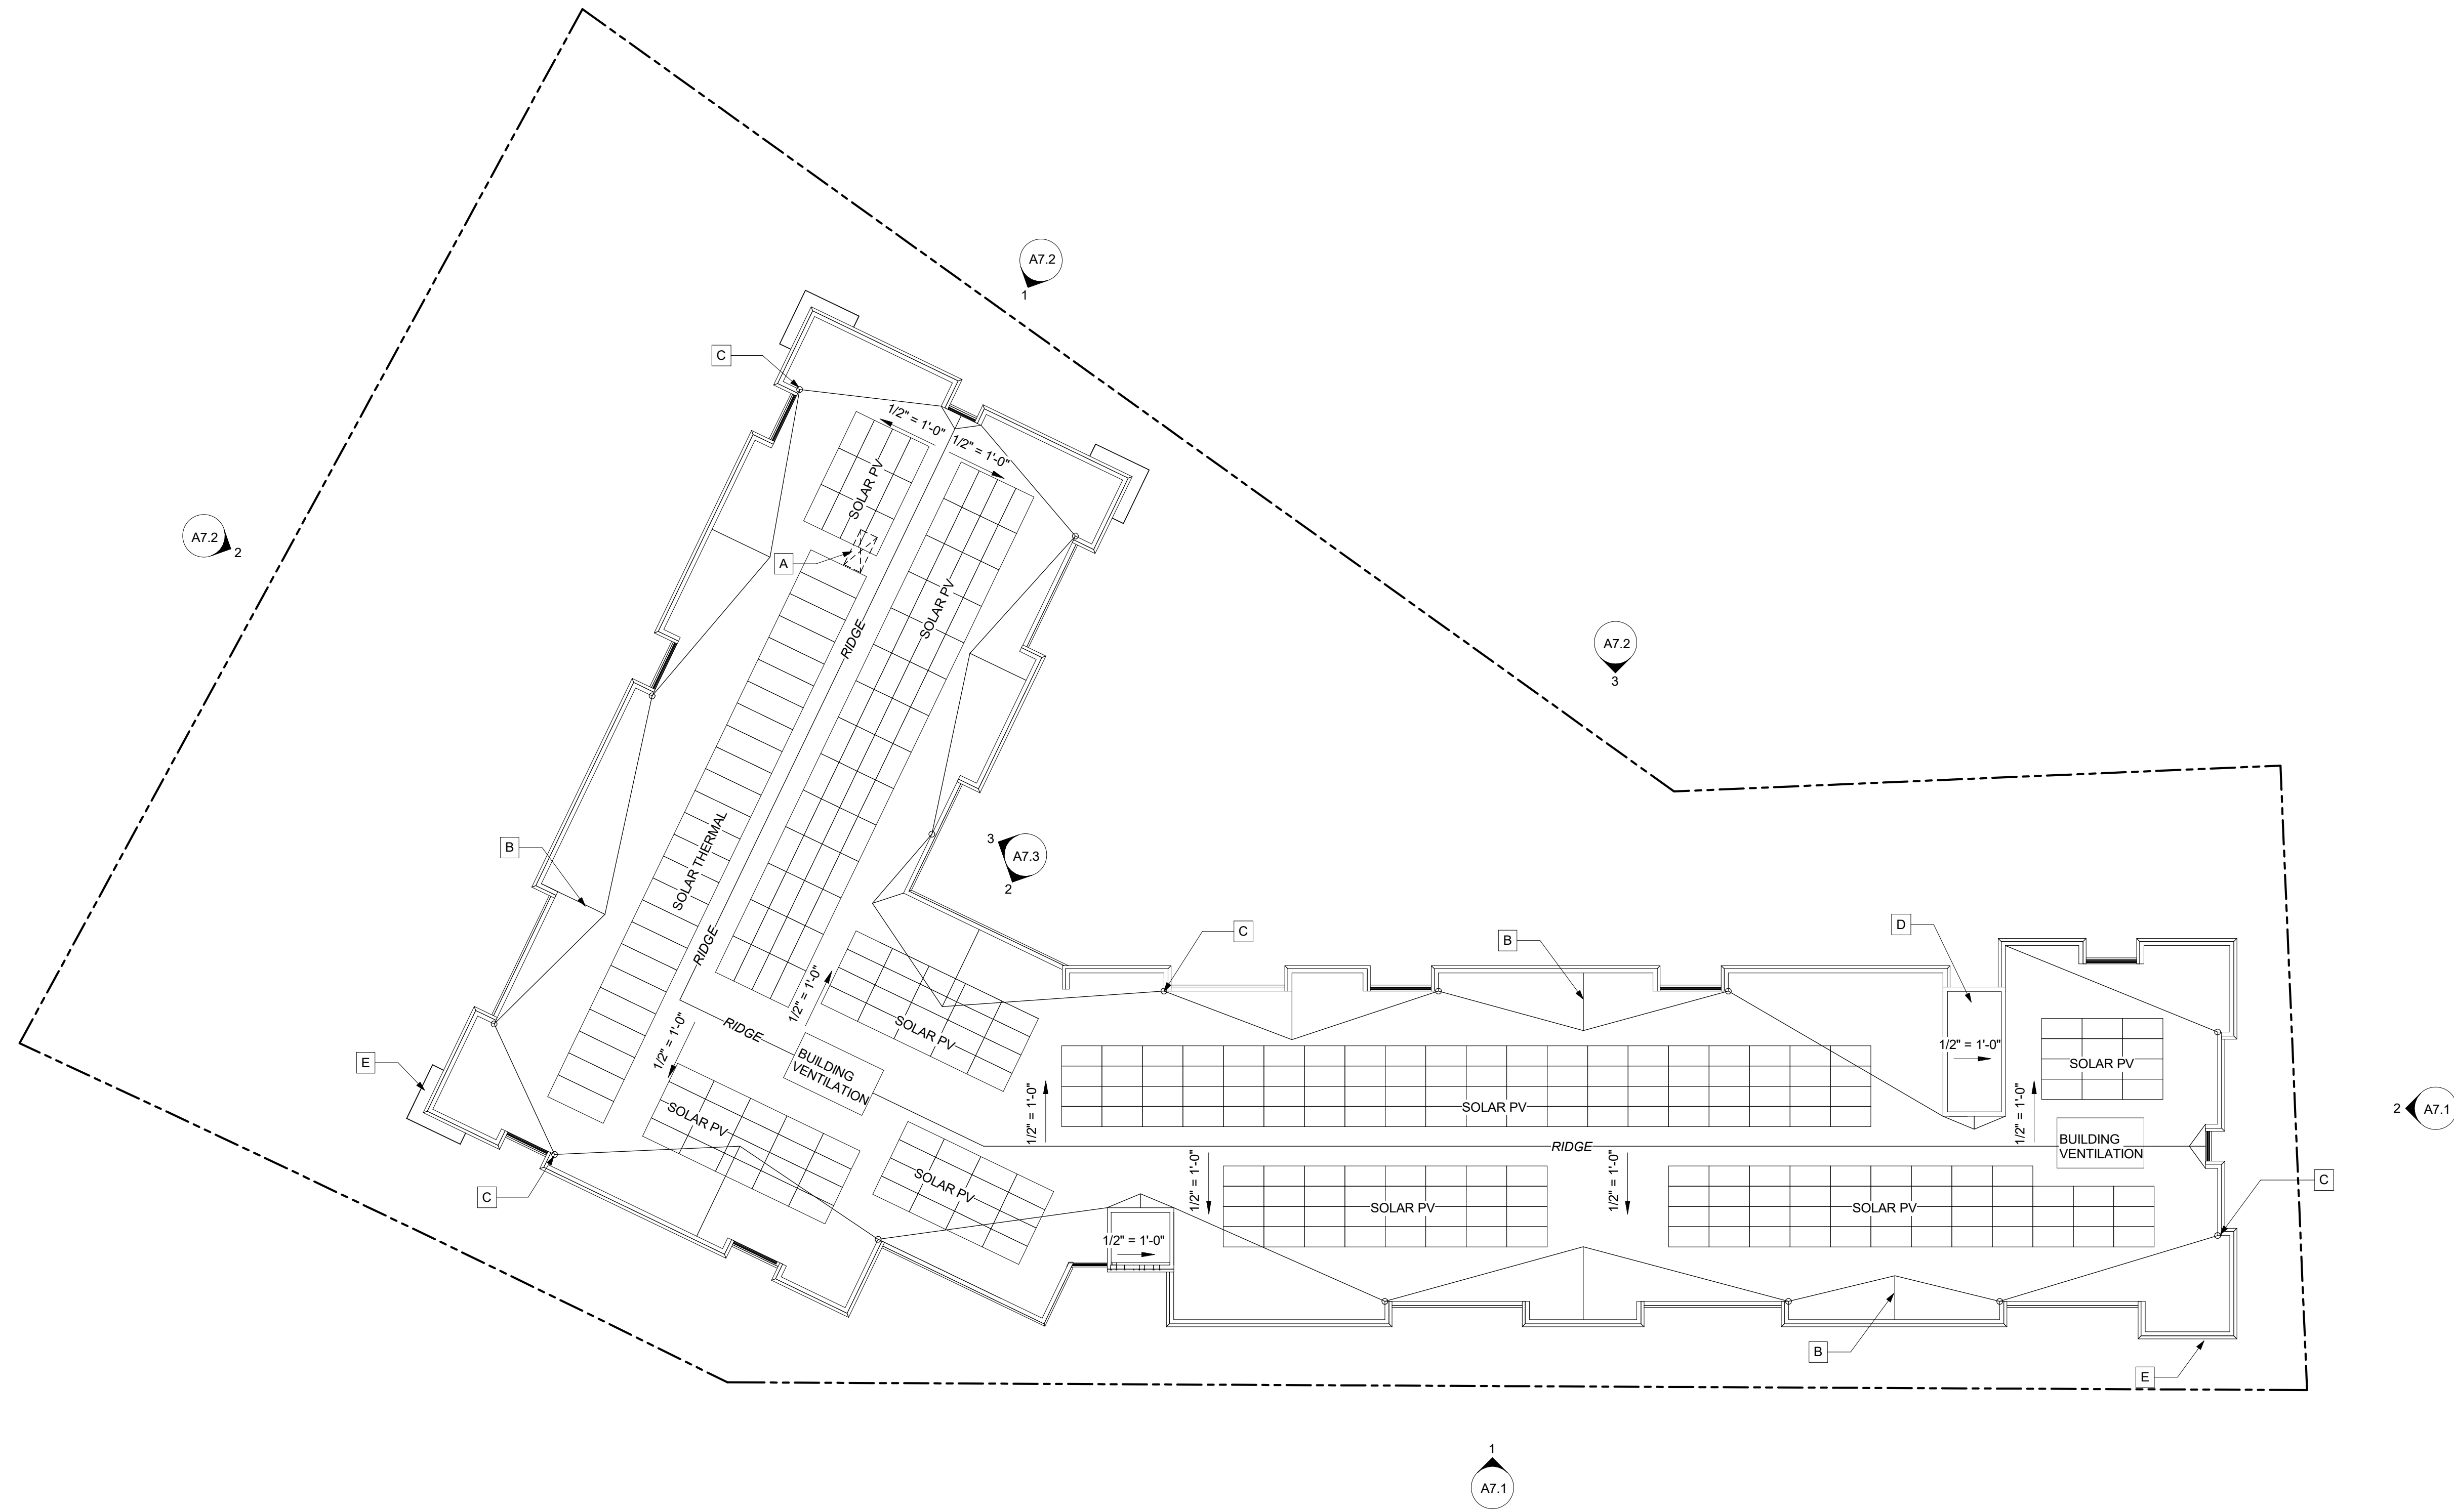 A7.2
1
C
1/2" = 1'-0"
1/2" = 1'-0"
SOLAR PV
A7.2
2
A
SOLAR PV
RIDGE
A7.2
3
SOLAR THERMAL
B
3
A7.3
2
RIDGE
C
B
D
1/2" = 1'-0"
RIDGE
SOLAR PV
1/2" = 1'-0"
1/2" = 1'-0"
E
BUILDING
VENTILATION
SOLAR PV
SOLAR PV
SOLAR PV
1/2" = 1'-0"
1/2" = 1'-0"
2
A7.1
RIDGE
BUILDING
VENTILATION
C
SOLAR PV
C
1/2" = 1'-0"
SOLAR PV
1/2" = 1'-0"
SOLAR PV
1/2" = 1'-0"
B
E
1
A7.1